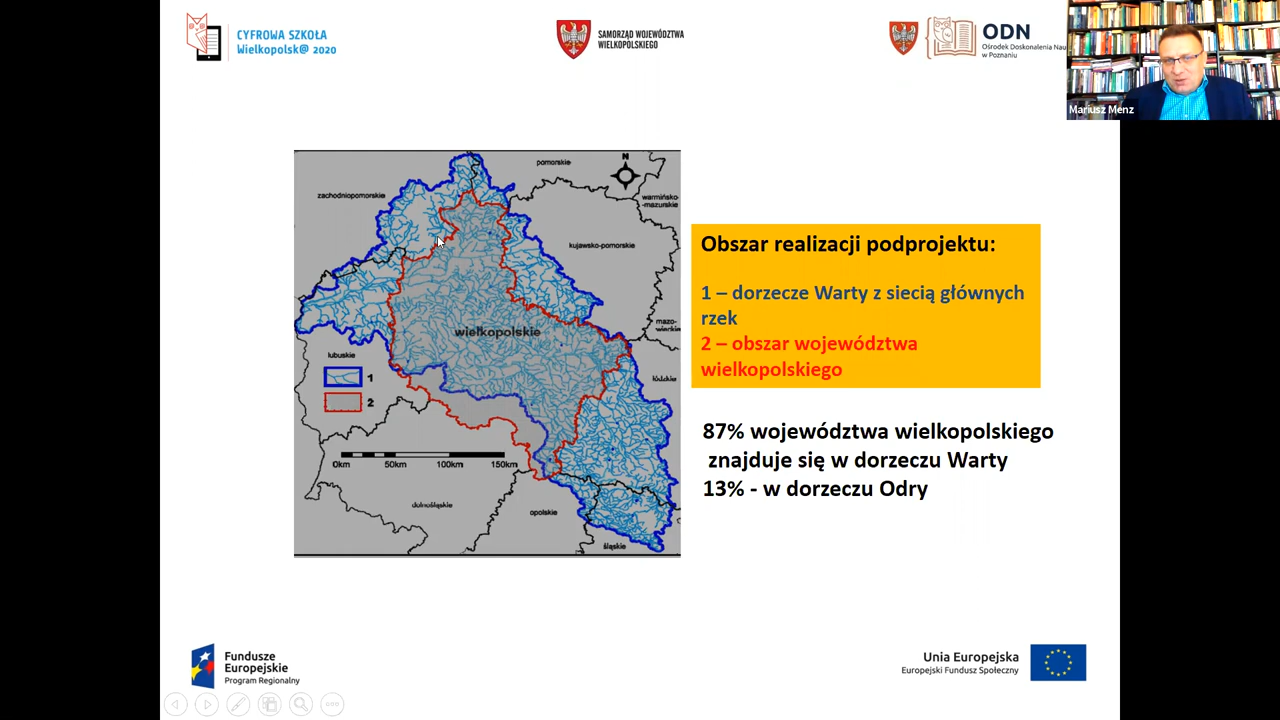 CYFROWA SZKOŁA
Wielkopolsk@ 2020
SAMORZĄD WOJEWÓDZTWA
WIELKOPOLSKIEGO
ODN
Ośrodek Doskonalenia Nau
w Poznaniu
Mariusz Menz
N
pomorskie
zachodniopomorskie
warmińsko
-mazurskie
kujawsko-pomorskie
wielkopolskie
mazo-
wieckie
lubuskie
łódzkie
1
2
0km
50km
100km
150km
dolnośląskie
opolskie
śląskie
Obszar realizacji podprojektu:
1 – dorzecze Warty z siecią głównych
rzek
2 – obszar województwa
wielkopolskiego
87% województwa wielkopolskiego
znajduje się w dorzeczu Warty
13% - w dorzeczu Odry
Fundusze
Europejskie
Program Regionalny
Unia Europejska
Europejski Fundusz Społeczny